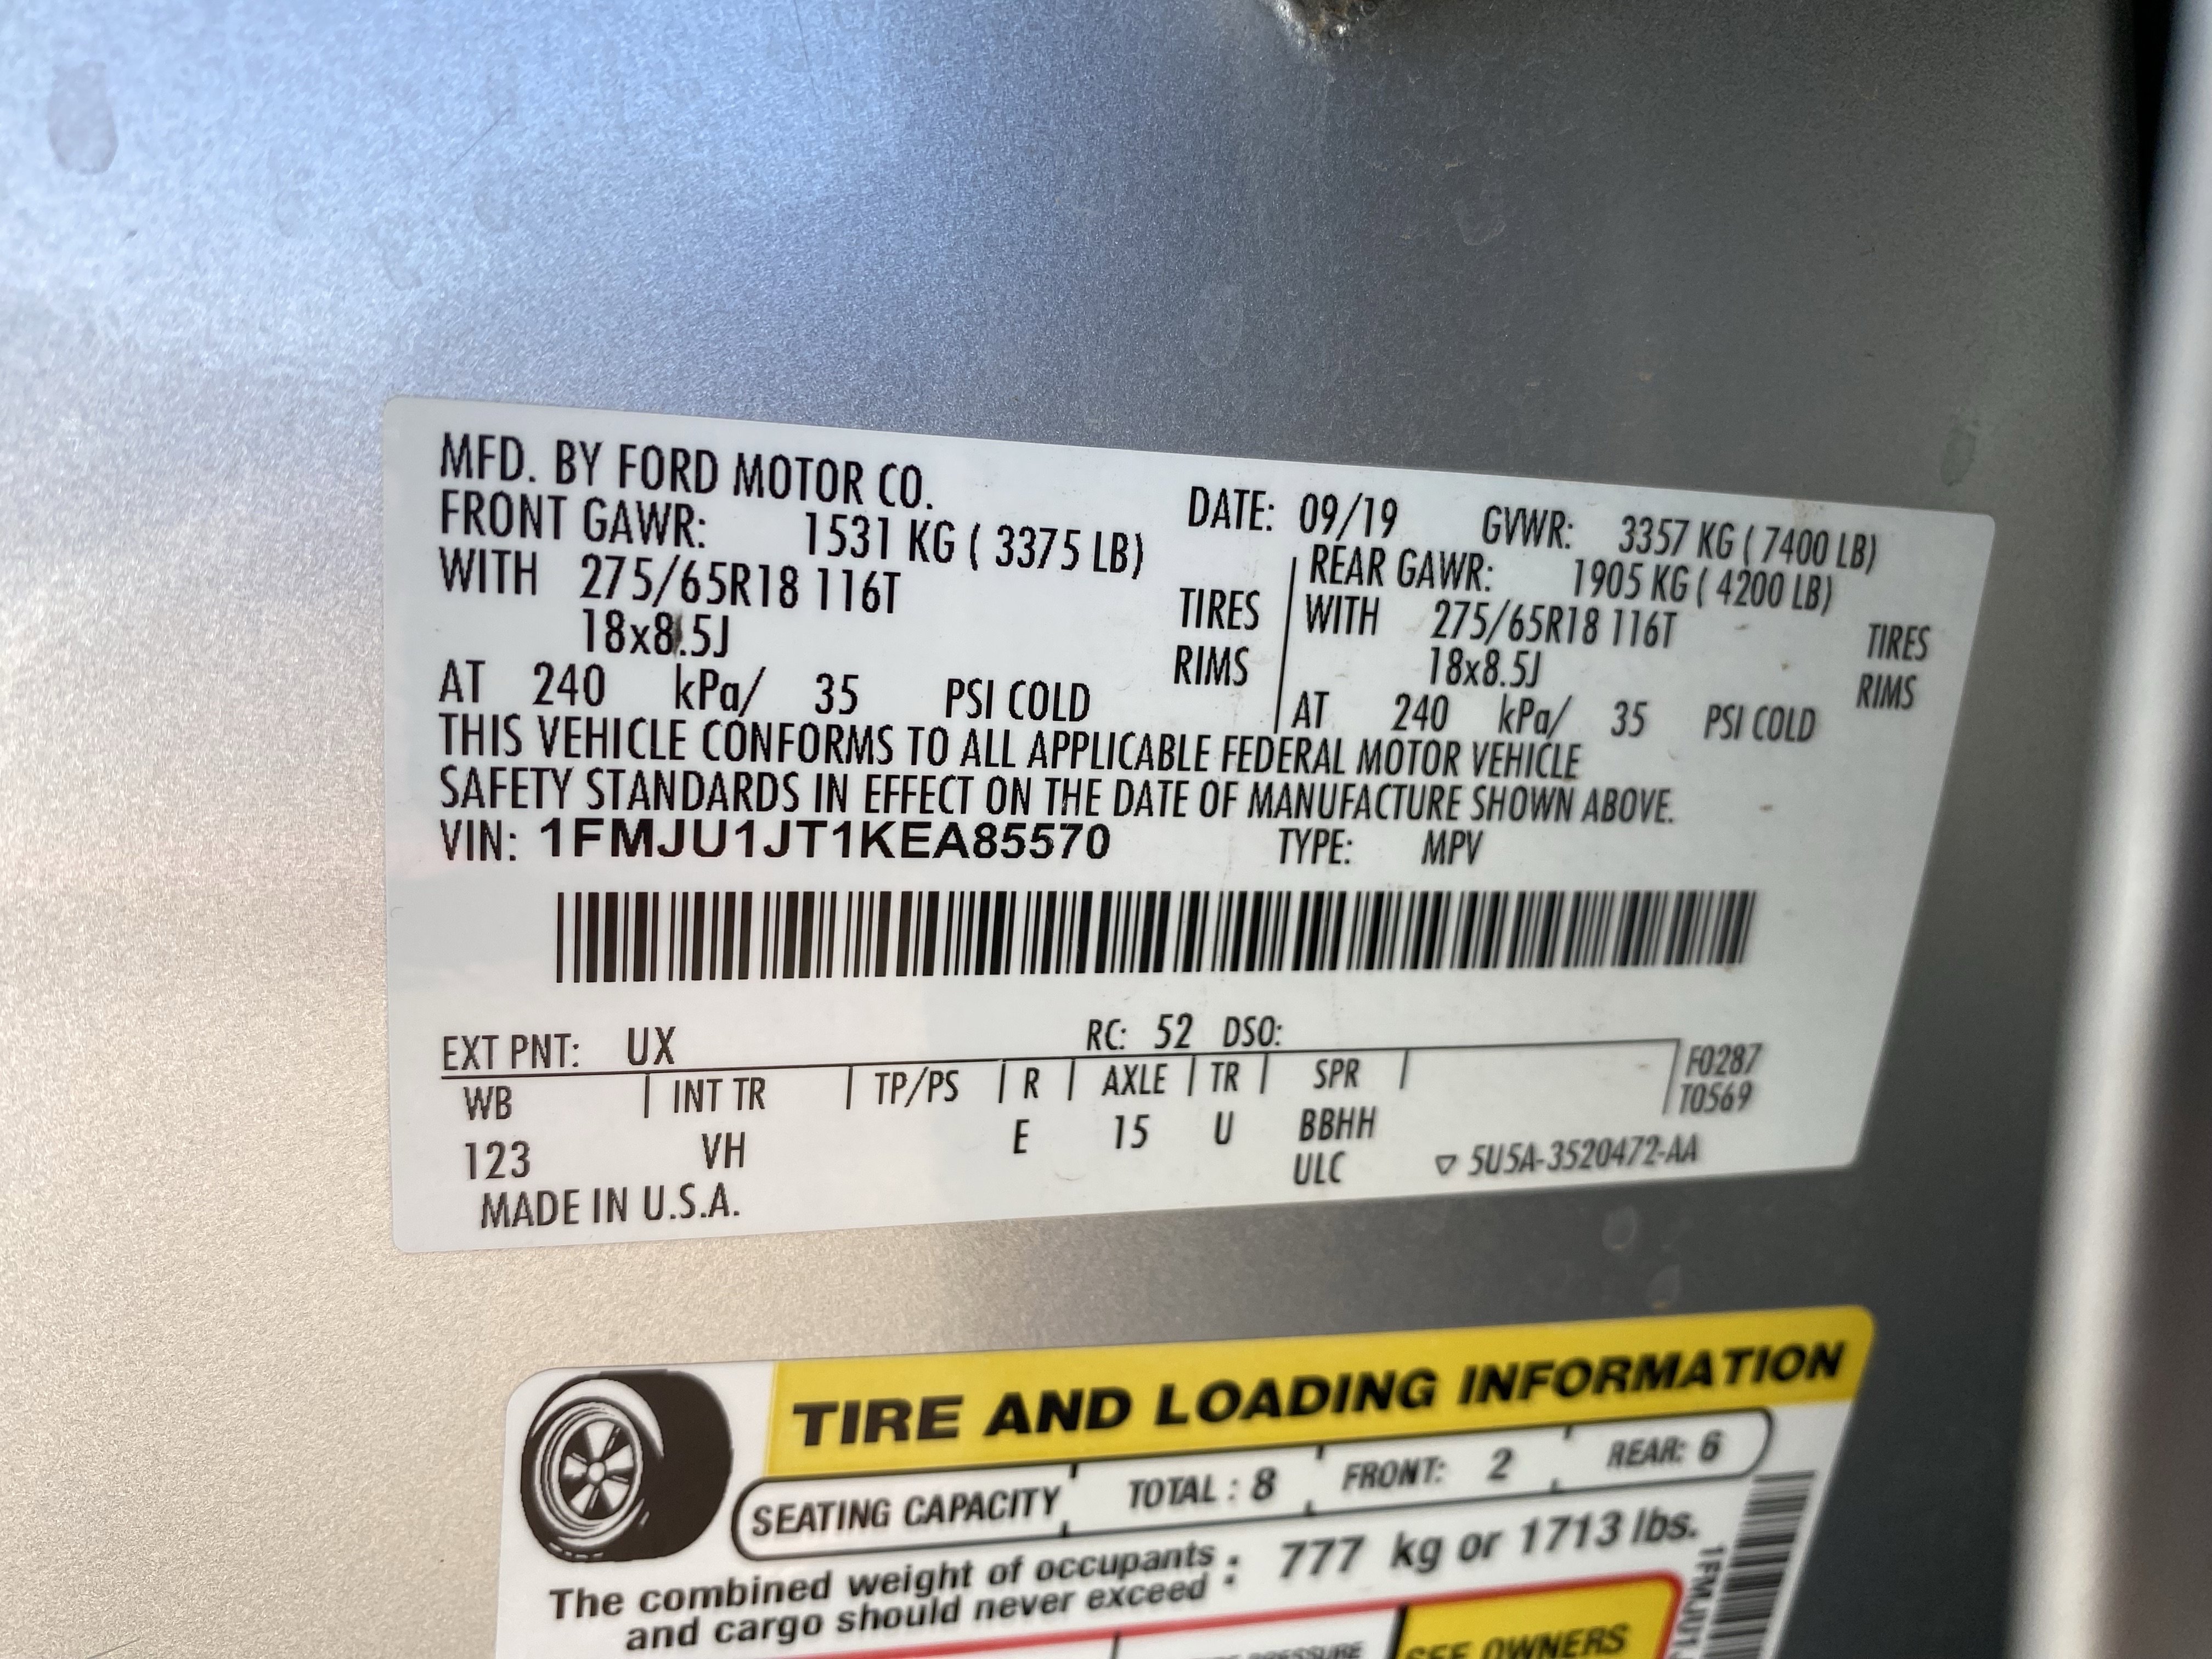 MFD. BY FORD MOTOR CO. DATE: 09/19 GVWR: 3357 KG ( 7400 LB)
FRONT GAWR: 1531 KG ( 3375 LB) REAR GAWR: 1905 KG ( 4200 LB)
WITH 275/65R18 116T TIRES WITH 275/65R18 116T TIRES
18x8.5J RIMS 18x8.5J RIMS
AT 240 kPa/ 35 PSI COLD AT 240 kPa/ 35 PSI COLD
THIS VEHICLE CONFORMS TO ALL APPLICABLE FEDERAL MOTOR VEHICLE
SAFETY STANDARDS IN EFFECT ON THE DATE OF MANUFACTURE SHOWN ABOVE.
VIN: 1FMJU1JT1KEA85570 TYPE: MPV
EXT PNT: UX RC: 52 DSO:
WB INT TR TP/PS R AXLE TR SPR F0287
T0569
123 VH E 15 U BBHH
ULC ▽ 5U5A-3520472-AA
MADE IN U.S.A.
TIRE AND LOADING INFORMATION
SEATING CAPACITY TOTAL : 8 FRONT: 2 REAR: 6
The combined weight of occupants : 777 kg or 1713 lbs.
and cargo should never exceed
SEE OWNERS
1FMJU1